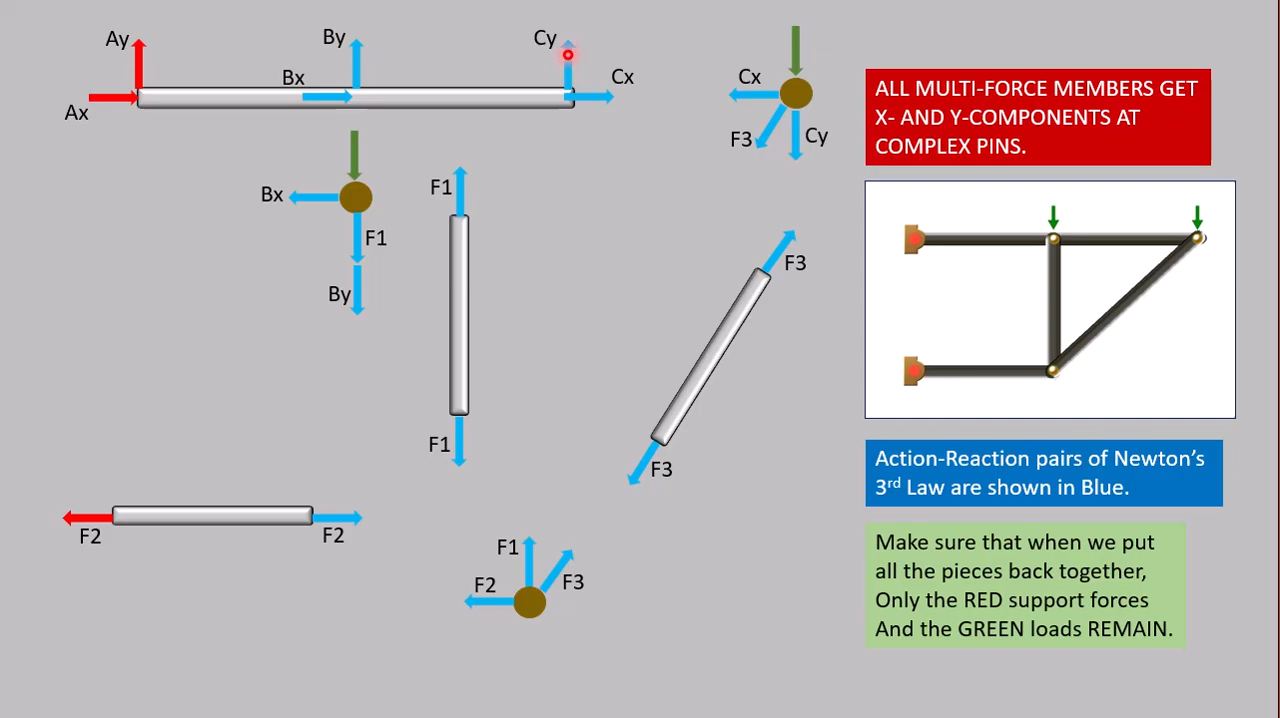 Ay
By
Cy
Bx
Cx
Ax
Cx
F3
Cy
ALL MULTI-FORCE MEMBERS GET
X- AND Y-COMPONENTS AT
COMPLEX PINS.
Bx
F1
By
F1
F1
F3
F3
Action-Reaction pairs of Newton's
3rd Law are shown in Blue.
F2
F2
F1
F2
F3
Make sure that when we put
all the pieces back together,
Only the RED support forces
And the GREEN loads REMAIN.